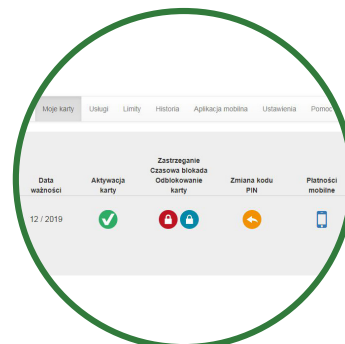 Moje karty Usługi Limity Historia Aplikacja mobilna Ustawienia Pomoc
Data ważności
Aktywacja karty
Zastrzeganie
Czasowa blokada
Odblokowanie
karty
Zmiana kodu PIN
Płatności mobilne
12 / 2019